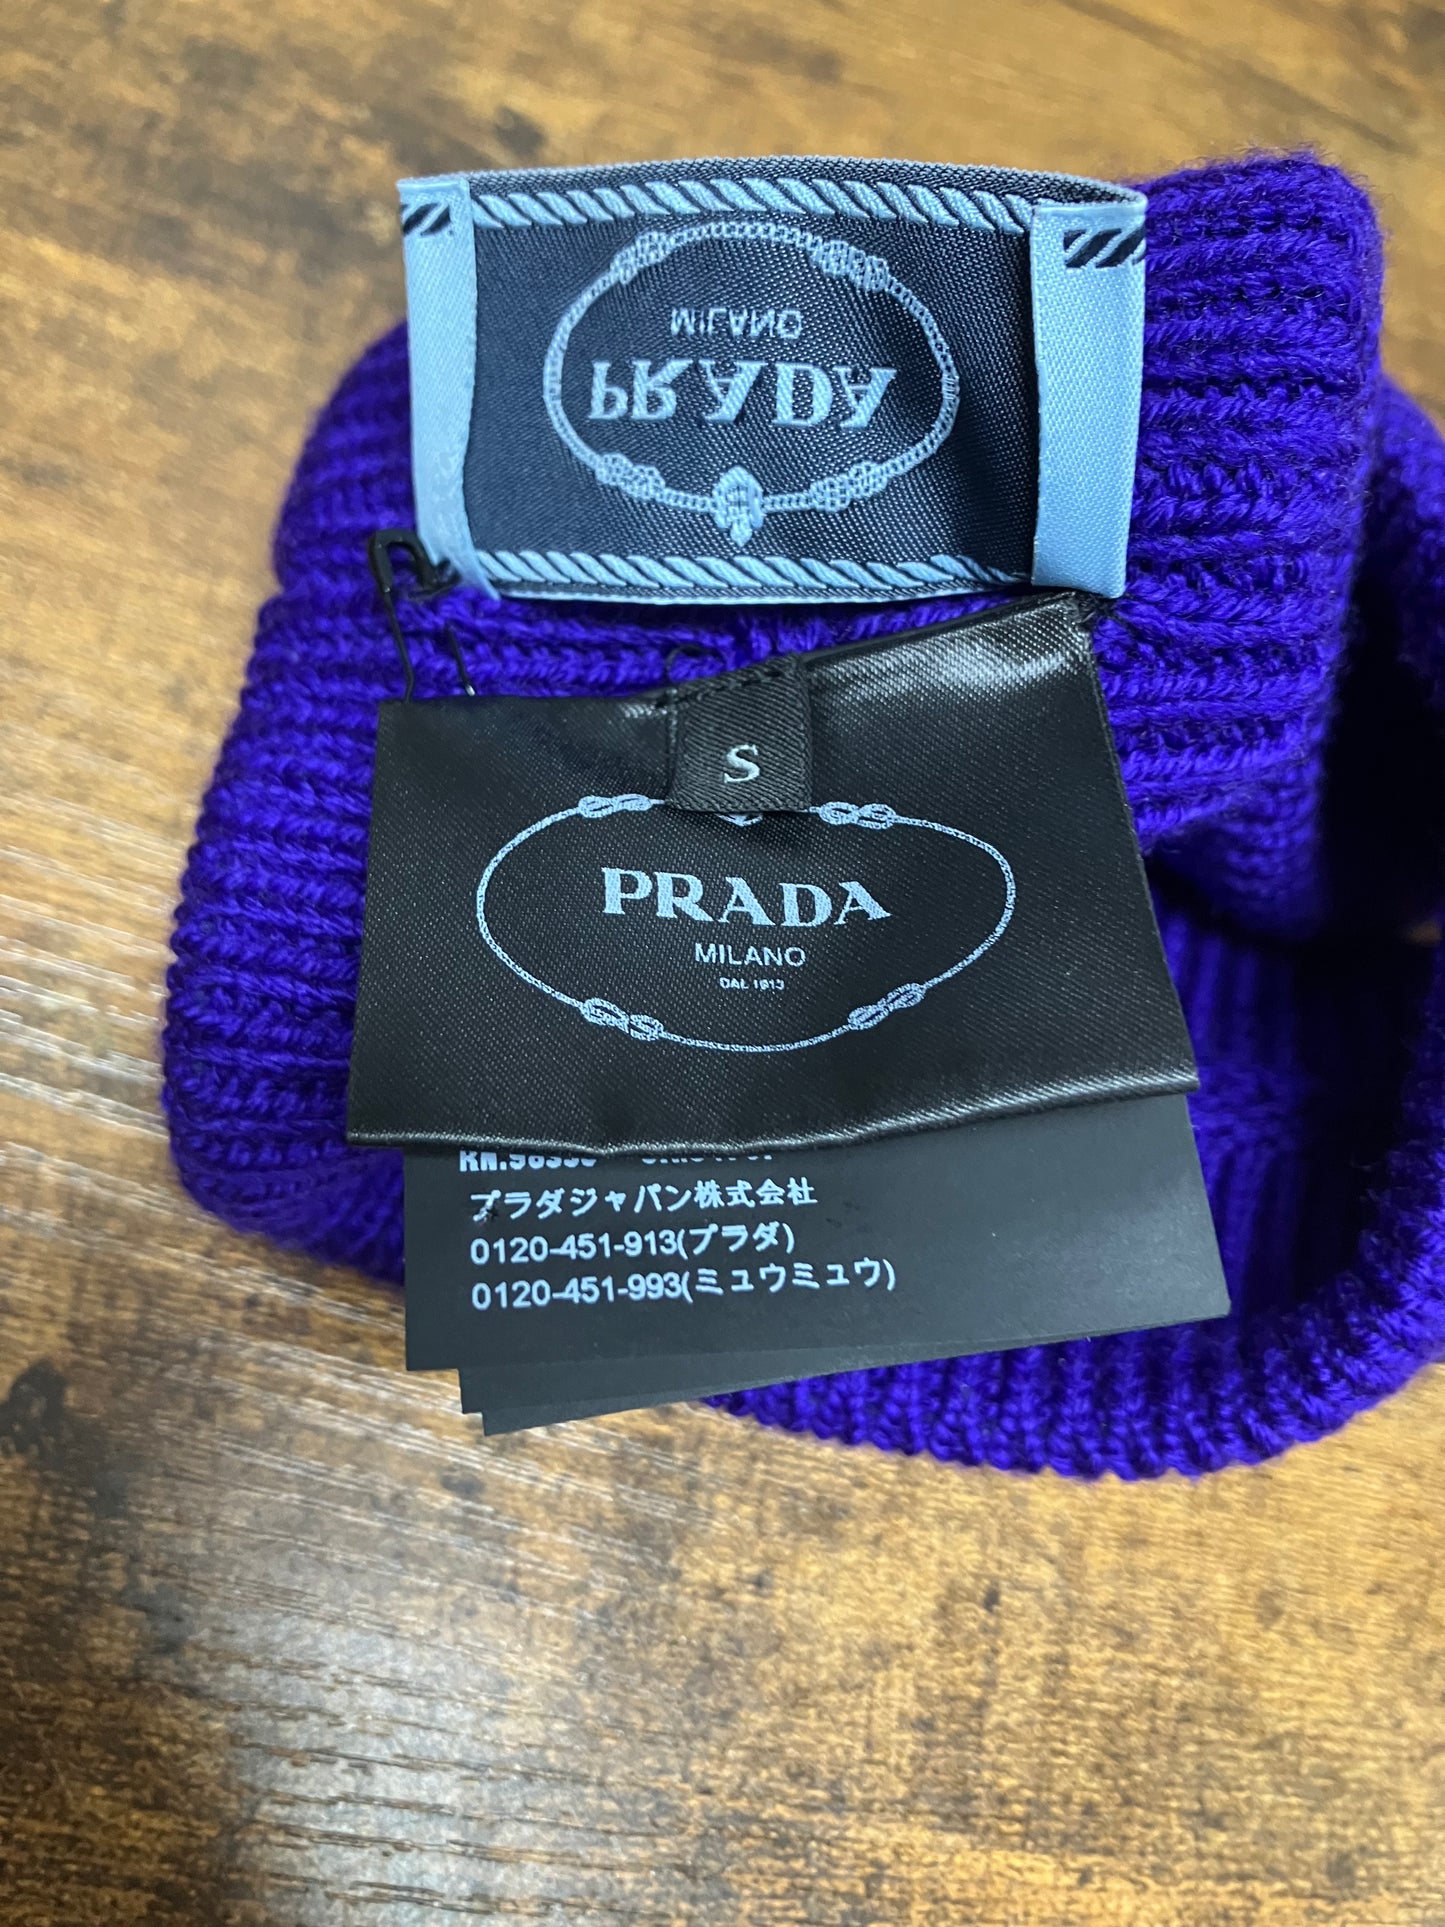 MILANO
PRADA
S
PRADA
MILANO
DAL 1913
プラダジャパン株式会社
0120-451-913(プラダ)
0120-451-993(ミュウミュウ)